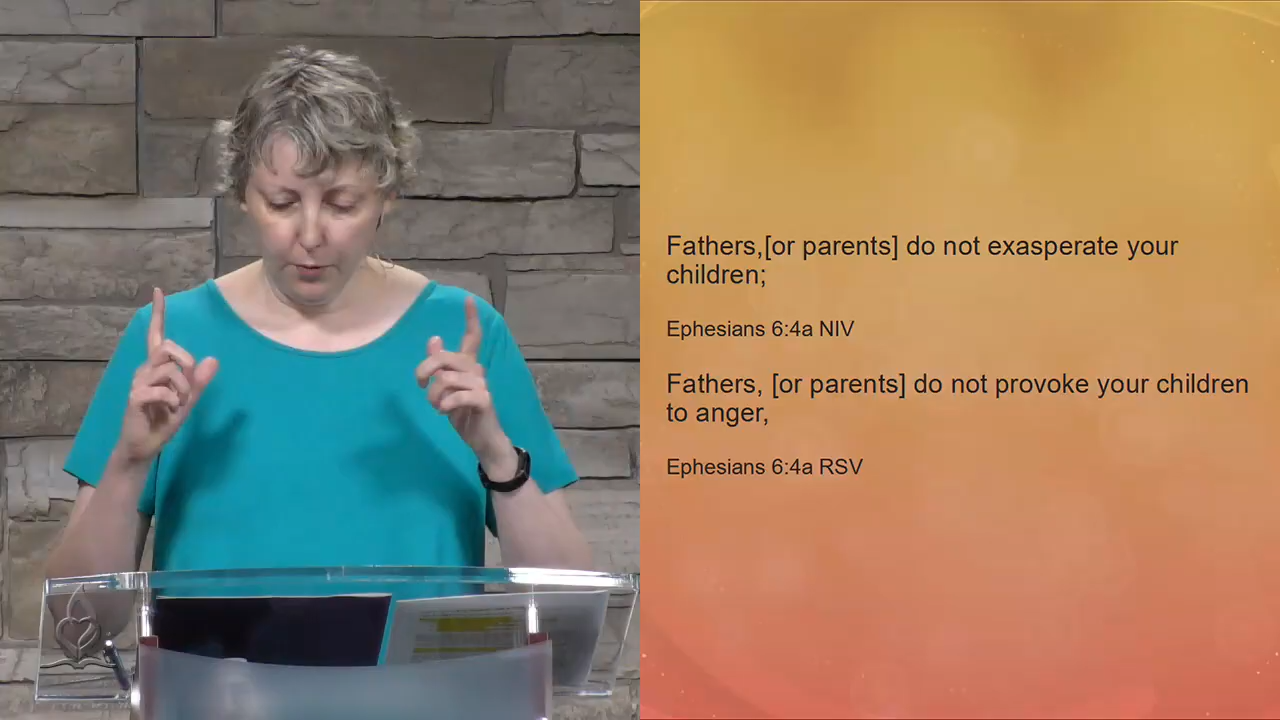 Fathers,[or parents] do not exasperate your
children;
Ephesians 6:4a NIV
Fathers, [or parents] do not provoke your children
to anger,
Ephesians 6:4a RSV